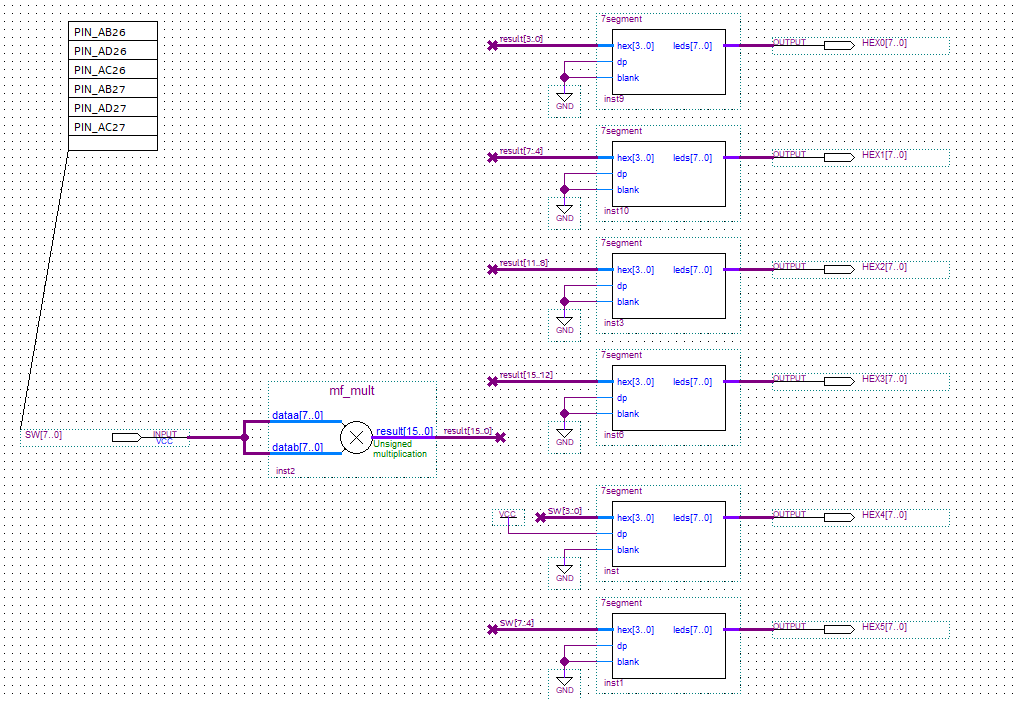 PIN_AB26
PIN_AD26
PIN_AC26
PIN_AB27
PIN_AD27
PIN_AC27
7segment
result[3..0]
hex[3..0]
leds[7..0]
OUTPUT
HEX0[7..0]
dp
blank
GND
inst9
7segment
result[7..4]
hex[3..0]
leds[7..0]
OUTPUT
HEX1[7..0]
dp
blank
GND
inst10
7segment
result[11..8]
hex[3..0]
leds[7..0]
OUTPUT
HEX2[7..0]
dp
blank
GND
inst3
7segment
result[15..12]
hex[3..0]
leds[7..0]
OUTPUT
HEX3[7..0]
dp
blank
GND
inst6
SW[7..0]
INPUT
VCC
mf_mult
dataa[7..0]
datab[7..0]
result[15..0]
Unsigned
multiplication
result[15..0]
inst2
7segment
VCC
SW[3..0]
hex[3..0]
leds[7..0]
OUTPUT
HEX4[7..0]
dp
blank
GND
inst
7segment
SW[7..4]
hex[3..0]
leds[7..0]
OUTPUT
HEX5[7..0]
dp
blank
GND
inst1